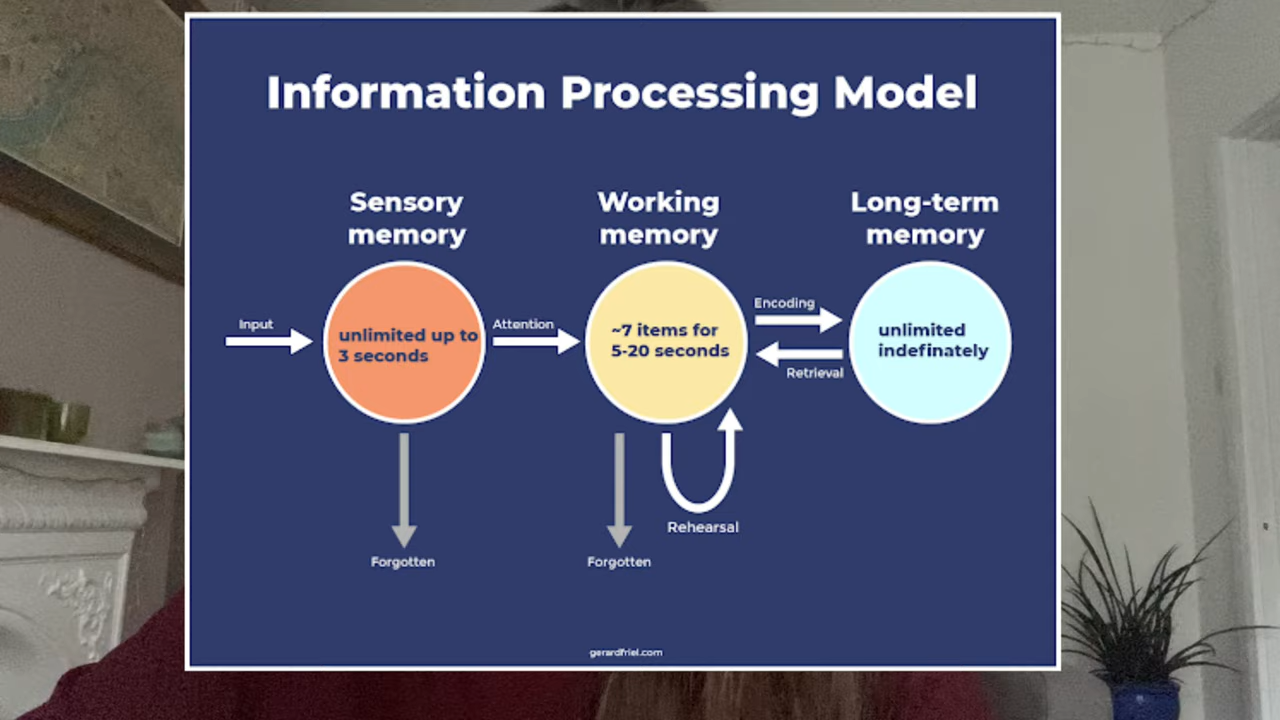 Information Processing Model
Sensory
memory
Working
memory
Long-term
memory
Input
unlimited up to
3 seconds
Attention
~7 items for
5-20 seconds
Encoding
Retrieval
unlimited
indefinately
Rehearsal
Forgotten
Forgotten
gerardfriel.com